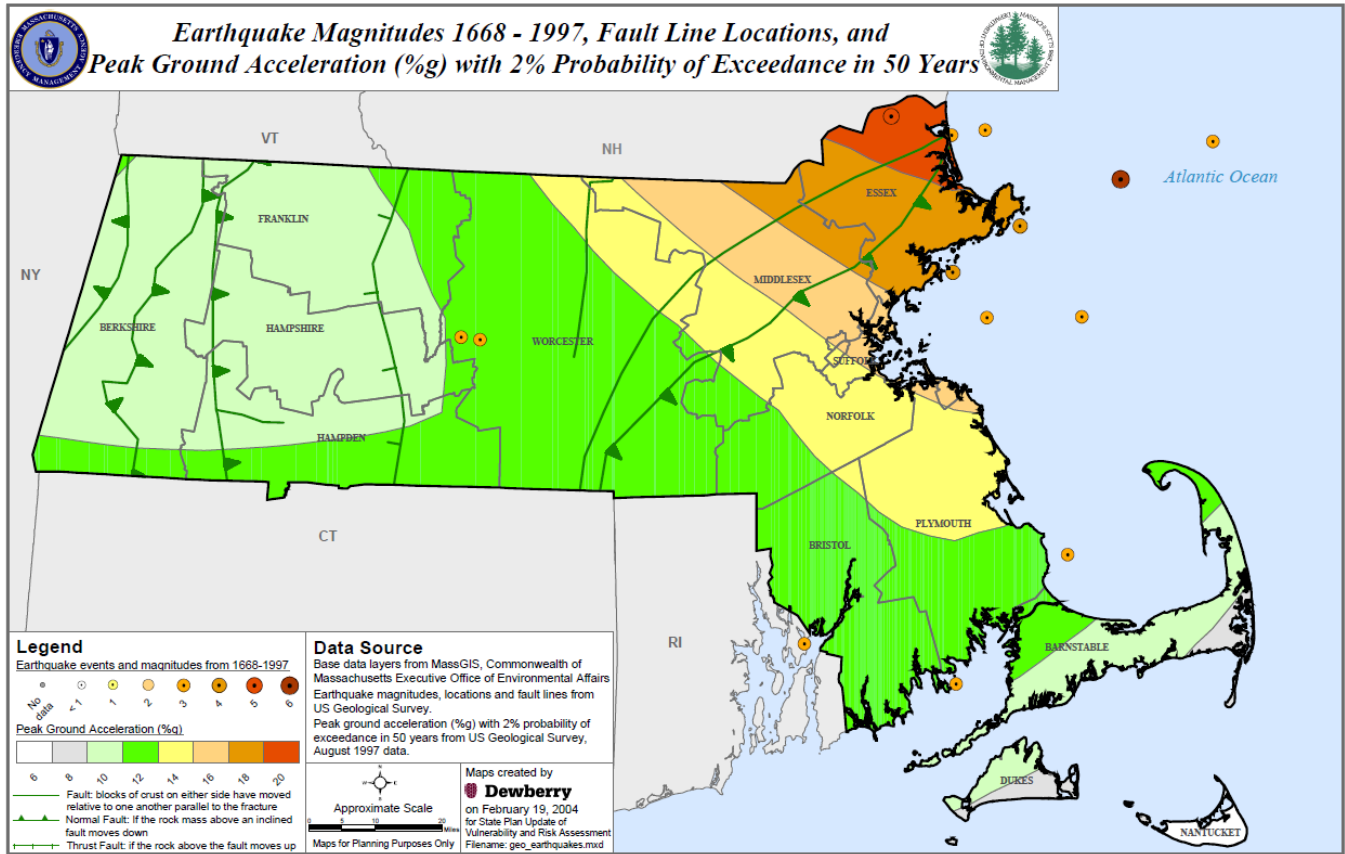 Earthquake Magnitudes 1668 - 1997, Fault Line Locations, and
Peak Ground Acceleration (%g) with 2% Probability of Exceedance in 50 Years
MASSACHUSETTS
EMERGENCY MANAGEMENT AGENCY
VT
NH
NY
CT
RI
Atlantic Ocean
ESSEX
FRANKLIN
MIDDLESEX
BERKSHIRE
HAMPSHIRE
WORCESTER
SUFFOLK
NORFOLK
HAMPDEN
PLYMOUTH
BRISTOL
BARNSTABLE
DUKES
NANTUCKET
Legend
Earthquake events and magnitudes from 1668-1997
No data
< 1
1
2
3
4
5
6
Peak Ground Acceleration (%g)
6
8
10
12
14
16
18
20
Fault: blocks of crust on either side have moved
relative to one another parallel to the fracture
Normal Fault: If the rock mass above an inclined
fault moves down
Thrust Fault: if the rock above the fault moves up
Data Source
Base data layers from MassGIS, Commonwealth of
Massachusetts Executive Office of Environmental Affairs
Earthquake magnitudes, locations and fault lines from
US Geological Survey.
Peak ground acceleration (%g) with 2% probability of
exceedance in 50 years from US Geological Survey,
August 1997 data.
N
W
E
S
Approximate Scale
0 5 10 20
Miles
Maps for Planning Purposes Only
Maps created by
Dewberry
on February 19, 2004
for State Plan Update of
Vulnerability and Risk Assessment
Filename: geo_earthquakes.mxd